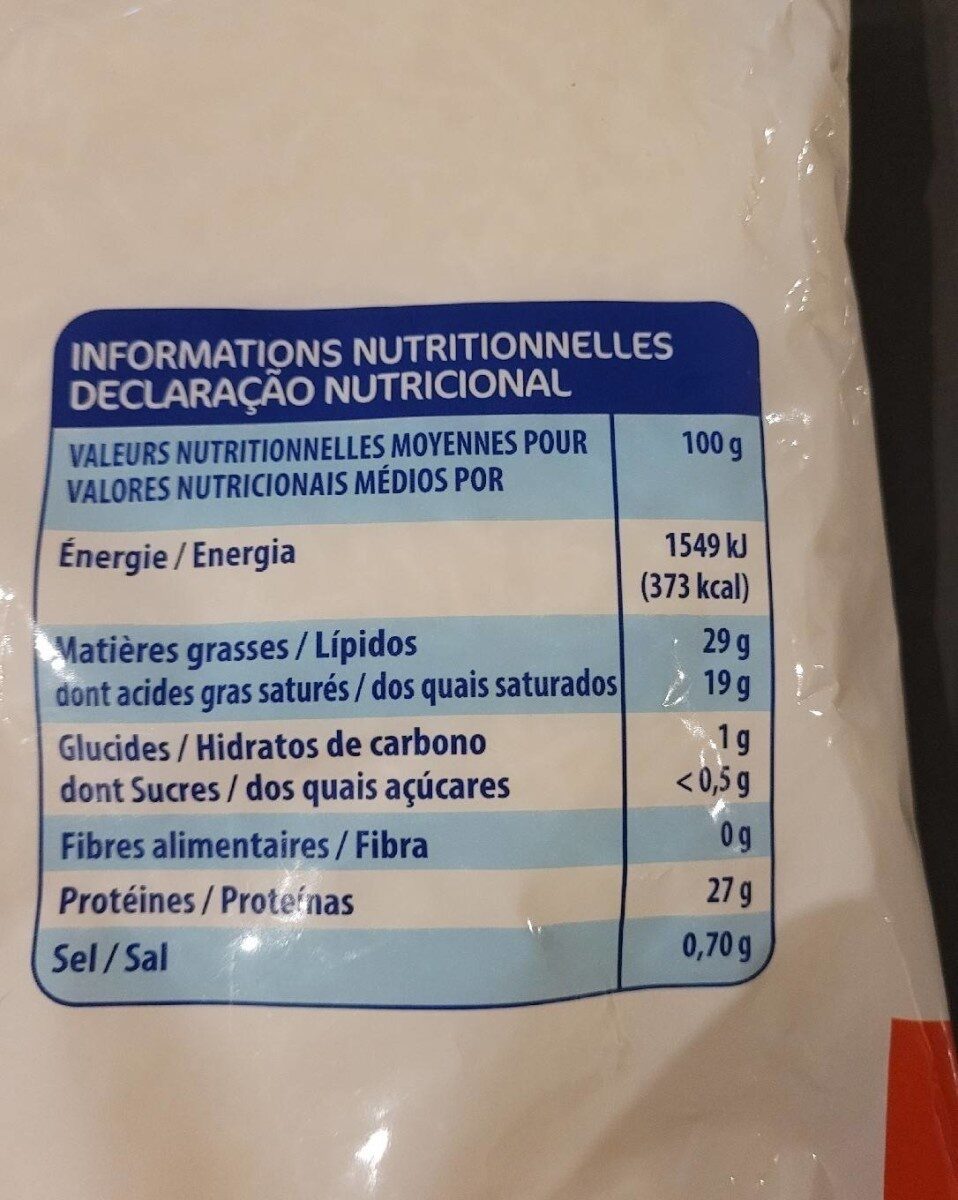 INFORMATIONS NUTRITIONNELLES
DECLARAÇÃO NUTRICIONAL
VALEURS NUTRITIONNELLES MOYENNES POUR 100 g
VALORES NUTRICIONAIS MÉDIOS POR
Énergie / Energia 1549 kJ
(373 kcal)
Matières grasses / Lípidos 29 g
dont acides gras saturés / dos quais saturados 19 g
Glucides / Hidratos de carbono 1 g
dont Sucres / dos quais açúcares < 0,5 g
Fibres alimentaires / Fibra 0 g
Protéines / Proteínas 27 g
Sel / Sal 0,70 g